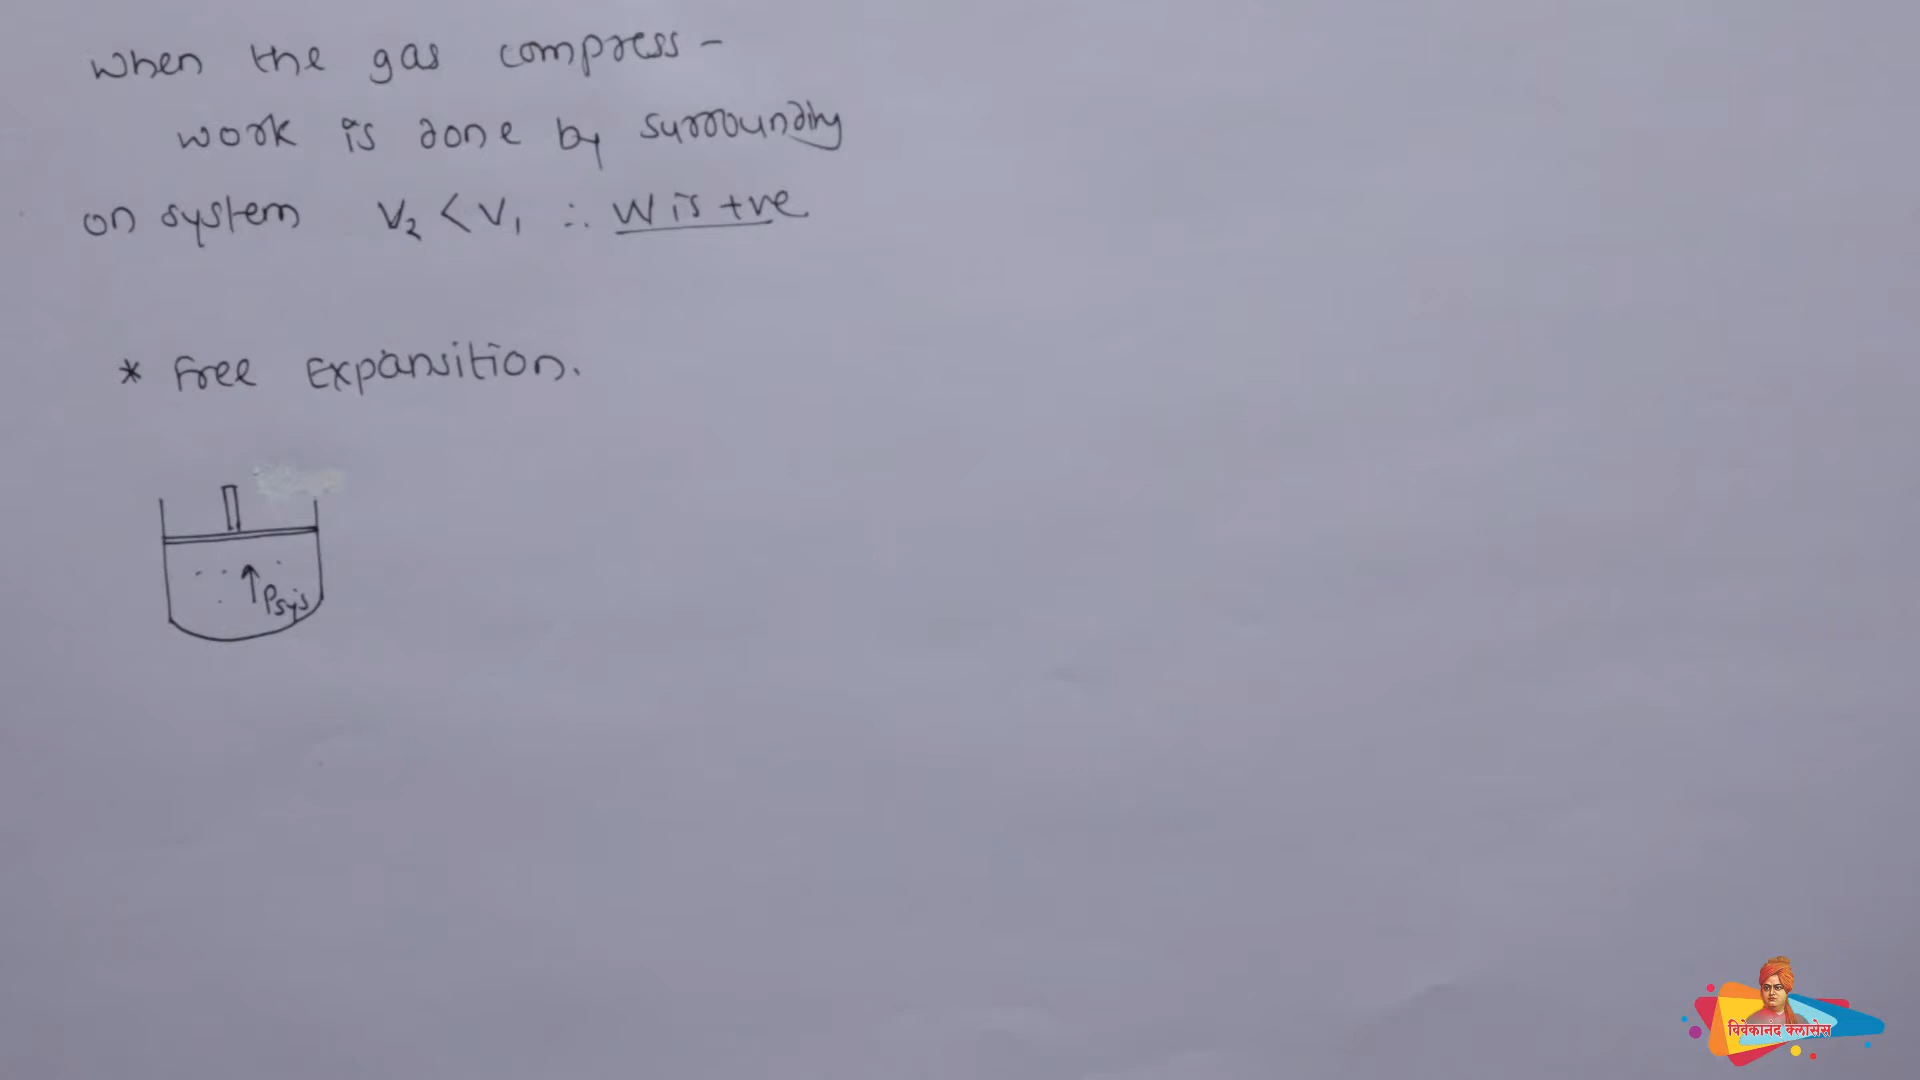 When the gas compress -
work is done by surrounding
on system V₂ < V₁ ∴ W is +ve
* Free Expansition.
Psys
विवेकानंद क्लासेस